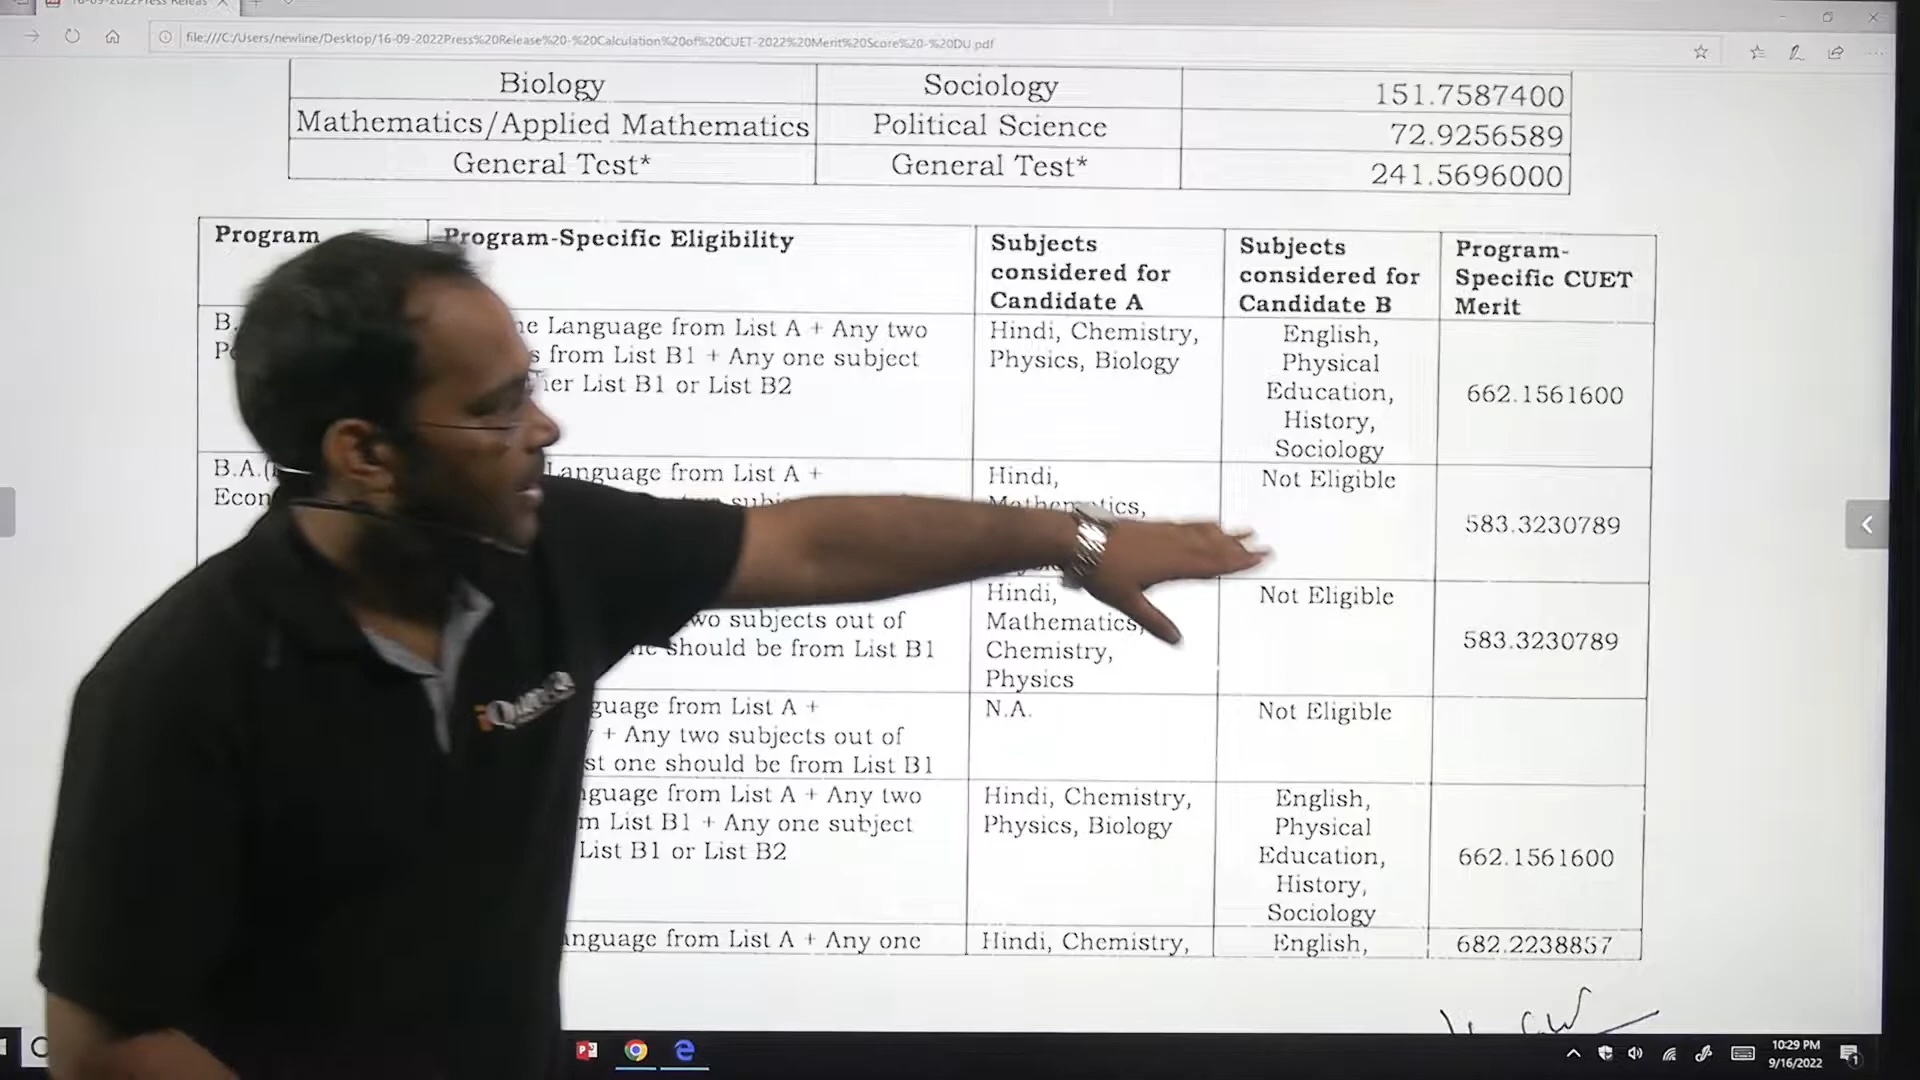 16-09-2022Press Releas
file:///C:/Users/newline/Desktop/16-09-2022Press%20Release%20-%20Calculation%20of%20CUET-2022%20Merit%20Score%20-%20DU.pdf
Biology Sociology 151.7587400
Mathematics/Applied Mathematics Political Science 72.9256589
General Test* General Test* 241.5696000
Program Program-Specific Eligibility Subjects considered for Candidate A Subjects considered for Candidate B Program-Specific CUET Merit
Language from List A + Any two
from List B1 + Any one subject
List B1 or List B2
Hindi, Chemistry,
Physics, Biology
English,
Physical
Education,
History,
Sociology
662.1561600
B.A.
Language from List A +
Hindi,
Mathematics,
Not Eligible
583.3230789
two subjects out of
should be from List B1
Hindi,
Mathematics,
Chemistry,
Physics
Not Eligible
583.3230789
from List A +
+ Any two subjects out of
one should be from List B1
N.A.
Not Eligible
from List A + Any two
List B1 + Any one subject
List B1 or List B2
Hindi, Chemistry,
Physics, Biology
English,
Physical
Education,
History,
Sociology
662.1561600
from List A + Any one
Hindi, Chemistry,
English,
682.2238857
10:29 PM
9/16/2022